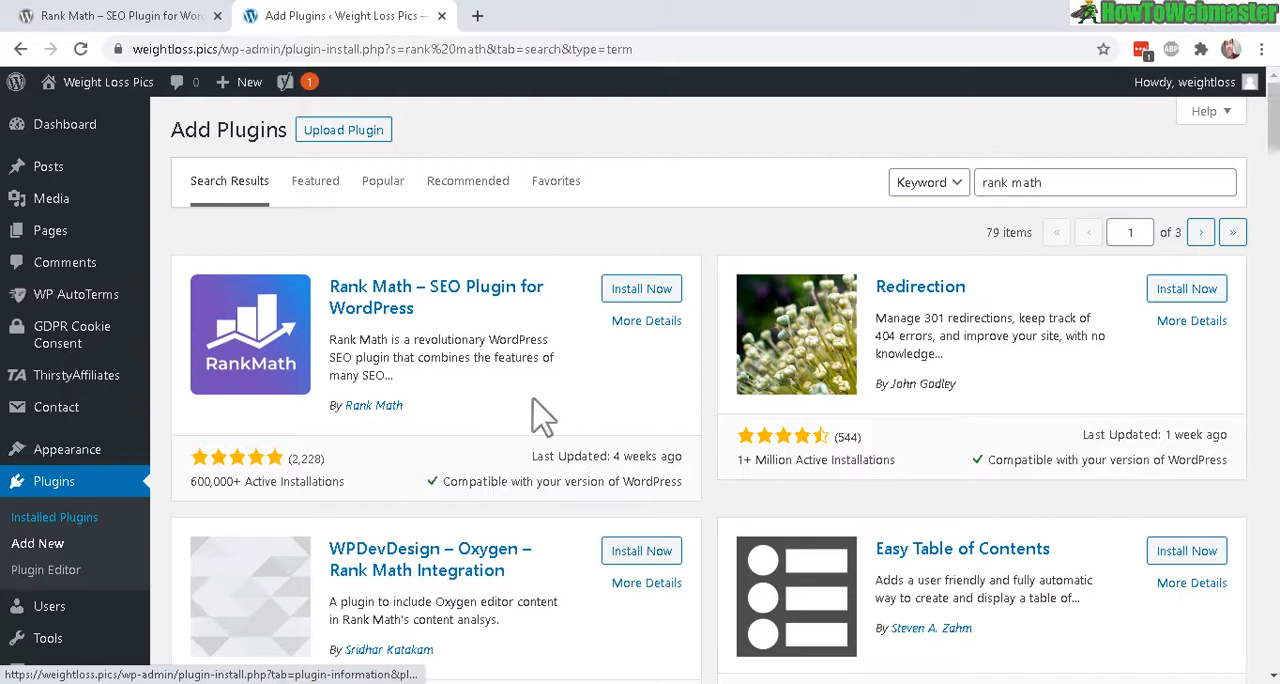 Rank Math – SEO Plugin for Wor
Add Plugins ‹ Weight Loss Pics —
HowToWebmaster
weightloss.pics/wp-admin/plugin-install.php?s=rank%20math&tab=search&type=term
1
ABP
Weight Loss Pics
0
New
1
Howdy, weightloss
Dashboard
Posts
Media
Pages
Comments
WP AutoTerms
GDPR Cookie
Consent
ThirstyAffiliates
Contact
Appearance
Plugins
Installed Plugins
Add New
Plugin Editor
Users
Tools
Add Plugins
Upload Plugin
Help
Search Results
Featured
Popular
Recommended
Favorites
Keyword
rank math
79 items
«
‹
1
of 3
›
»
RankMath
Rank Math – SEO Plugin for
WordPress
Install Now
More Details
Rank Math is a revolutionary WordPress
SEO plugin that combines the features of
many SEO...
By Rank Math
(2,228)
Last Updated: 4 weeks ago
600,000+ Active Installations
Compatible with your version of WordPress
Redirection
Install Now
More Details
Manage 301 redirections, keep track of
404 errors, and improve your site, with no
knowledge...
By John Godley
(544)
Last Updated: 1 week ago
1+ Million Active Installations
Compatible with your version of WordPress
WPDevDesign – Oxygen –
Rank Math Integration
Install Now
More Details
A plugin to include Oxygen editor content
in Rank Math's content analsys.
By Sridhar Katakam
Easy Table of Contents
Install Now
More Details
Adds a user friendly and fully automatic
way to create and display a table of...
By Steven A. Zahm
https://weightloss.pics/wp-admin/plugin-install.php?tab=plugin-information&pl...